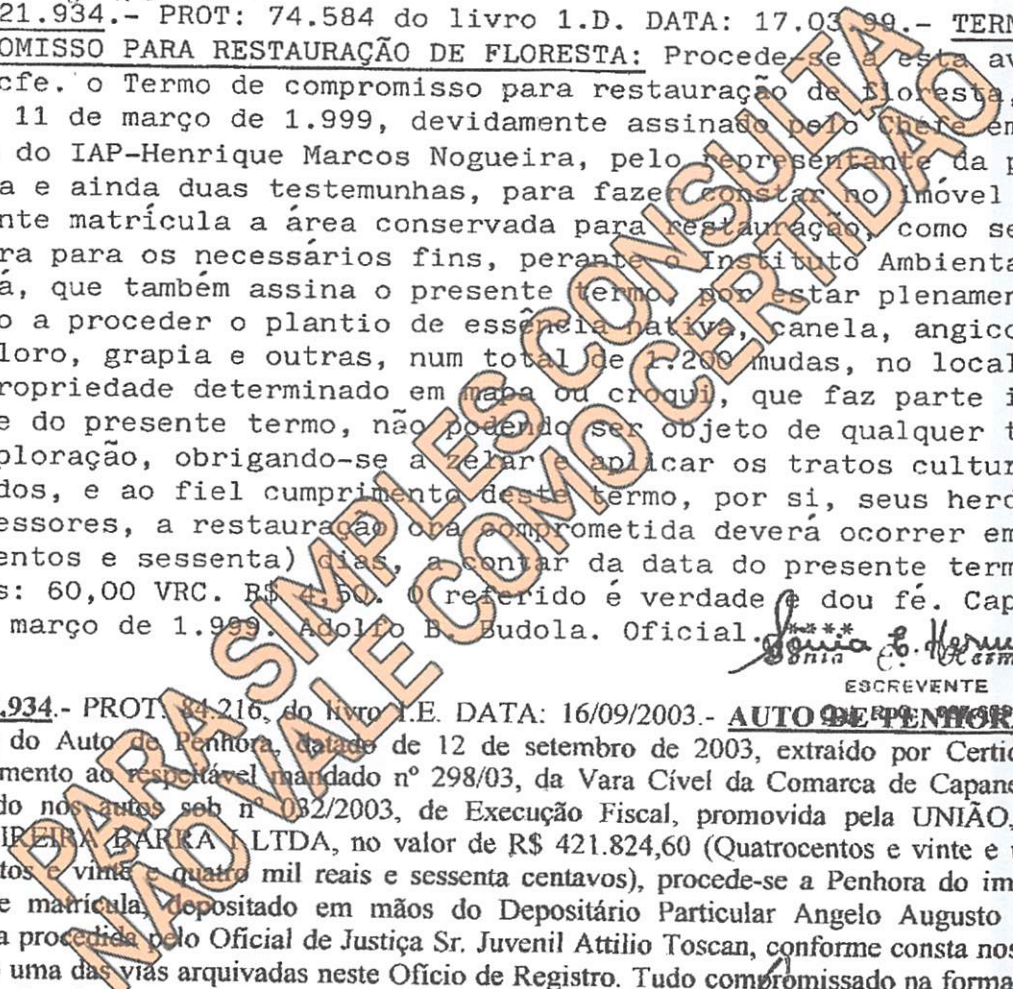 21.934.- PROT: 74.584 do livro 1.D. DATA: 17.03.99.- TERM
OMISSO PARA RESTAURAÇÃO DE FLORESTA: Procede-se a esta av
cfe. o Termo de compromisso para restauração de floresta,
11 de março de 1.999, devidamente assinado pelo Chefe em
do IAP-Henrique Marcos Nogueira, pelo representante da p
a e ainda duas testemunhas, para fazer constar no imóvel
nte matrícula a área conservada para restauração, como se
ra para os necessários fins, perante o Instituto Ambienta
á, que também assina o presente termo, por estar plenamen
o a proceder o plantio de essência nativa, canela, angico
loro, grapia e outras, num total de 1.200 mudas, no local
ropriedade determinado em mapa ou croqui, que faz parte i
e do presente termo, não podendo ser objeto de qualquer t
ploração, obrigando-se a zelar e aplicar os tratos cultur
dos, e ao fiel cumprimento deste termo, por si, seus herd
essores, a restauração ora comprometida deverá ocorrer em
entos e sessenta) dias, a contar da data do presente term
s: 60,00 VRC. R$ 4,50. O referido é verdade e dou fé. Cap
março de 1.999. Adolfo B. Budola. Oficial.
Sonia E.
ESCREVENTE
.934.- PROT. 84.216, do livro 1.E. DATA: 16/09/2003.- AUTO DE PENHORA
do Auto de Penhora, datado de 12 de setembro de 2003, extraído por Certid
mento ao respeitável mandado nº 298/03, da Vara Cível da Comarca de Capane
do nos autos sob nº 032/2003, de Execução Fiscal, promovida pela UNIÃO,
IREIRA BARRA LTDA, no valor de R$ 421.824,60 (Quatrocentos e vinte e
tos e vinte e quatro mil reais e sessenta centavos), procede-se a Penhora do im
e matrícula, depositado em mãos do Depositário Particular Angelo Augusto
a procedida pelo Oficial de Justiça Sr. Juvenil Attilio Toscan, conforme consta nos
uma das vias arquivadas neste Ofício de Registro. Tudo compromissado na forma
PARA SIMPLES CONSULTA
NÃO VALE COMO CERTIDÃO